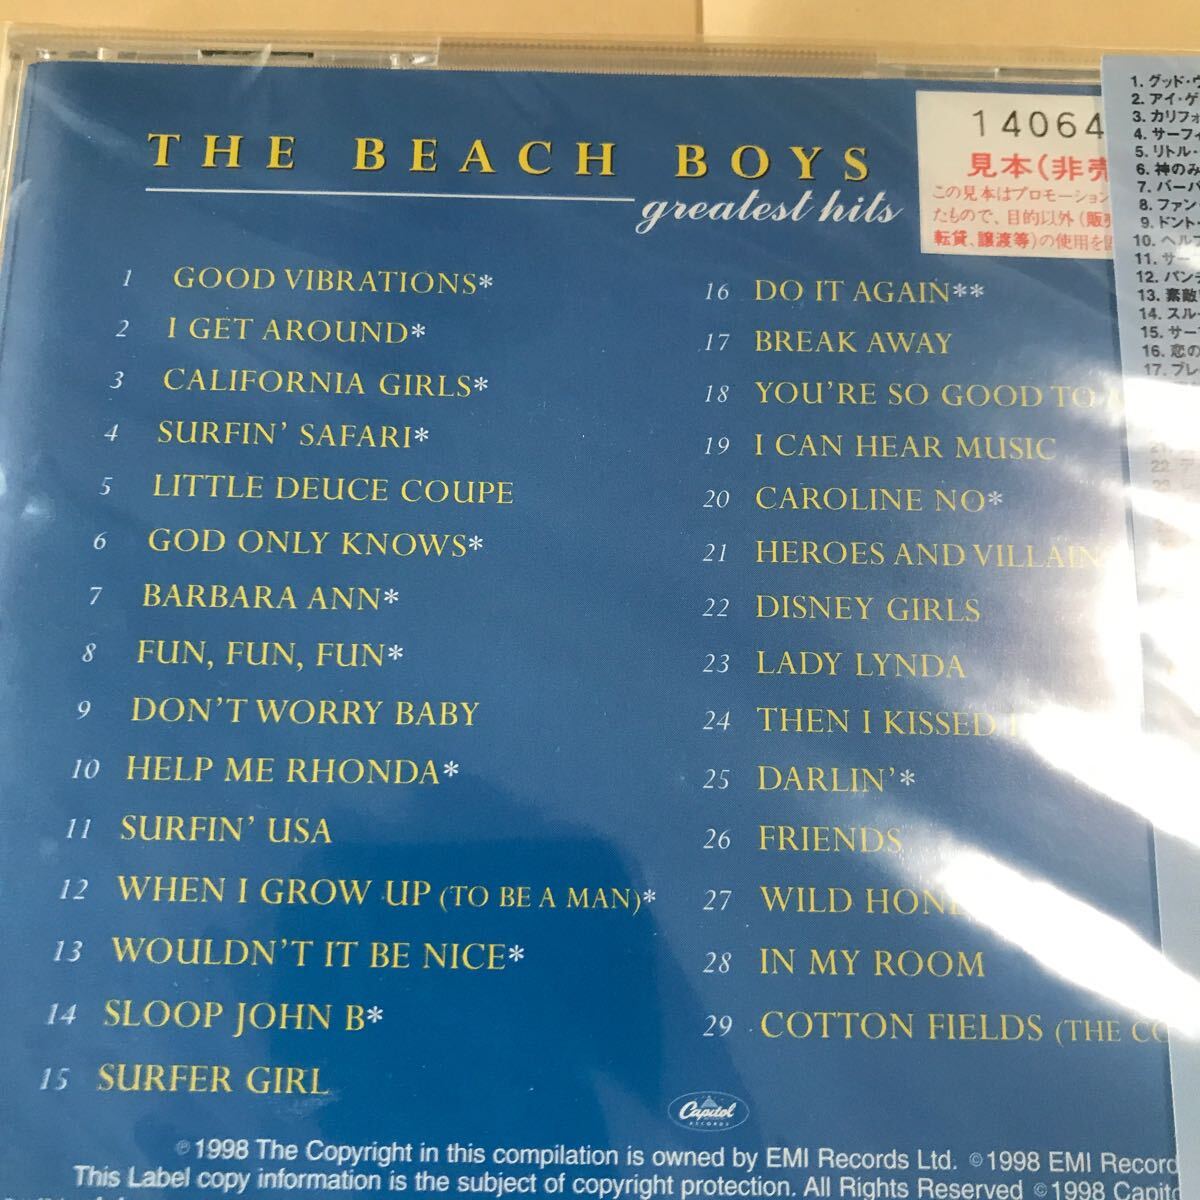 THE BEACH BOYS
greatest hits
1 GOOD VIBRATIONS*
2 I GET AROUND*
3 CALIFORNIA GIRLS*
4 SURFIN' SAFARI*
5 LITTLE DEUCE COUPE
6 GOD ONLY KNOWS*
7 BARBARA ANN*
8 FUN, FUN, FUN*
9 DON'T WORRY BABY
10 HELP ME RHONDA*
11 SURFIN' USA
12 WHEN I GROW UP (TO BE A MAN)*
13 WOULDN'T IT BE NICE*
14 SLOOP JOHN B*
15 SURFER GIRL
16 DO IT AGAIN**
17 BREAK AWAY
18 YOU'RE SO GOOD TO
19 I CAN HEAR MUSIC
20 CAROLINE NO*
21 HEROES AND VILLAIN
22 DISNEY GIRLS
23 LADY LYNDA
24 THEN I KISSED
25 DARLIN'*
26 FRIENDS
27 WILD HON
28 IN MY ROOM
29 COTTON FIELDS (THE CO
Capitol
RECORDS
℗1998 The Copyright in this compilation is owned by EMI Records Ltd. ©1998 EMI Record
This Label copy information is the subject of copyright protection. All Rights Reserved ©1998 Capito
14064
見本(非売
この見本はプロモーション
たもので、目的以外(販売
転貸、譲渡等)の使用を固
1. グッド・ヴ
2. アイ・ゲ
3. カリフォ
4. サーフィ
5. リトル・
6. 神のみ
7. バーバ
8. ファン・
9. ドント・
10. ヘルプ
11. サー
12. パンチ
13. 素敵
14. スルー
15. サー
16. 恋の
17. ブレ
21.
22. デ
23.